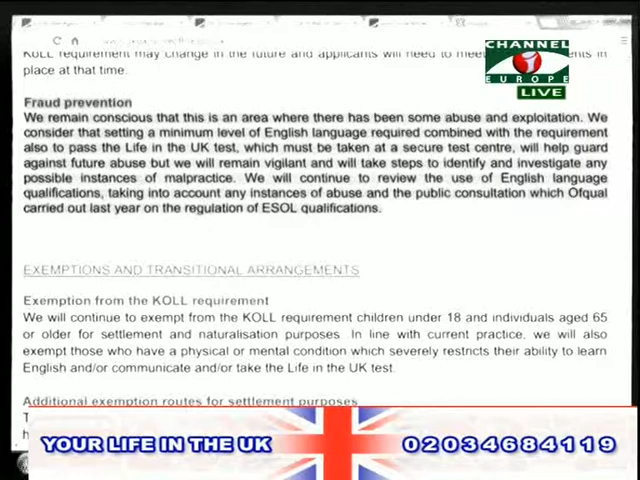 KOLL requirement may change in the future and applicants will need to meet
place at that time.
Fraud prevention
We remain conscious that this is an area where there has been some abuse and exploitation. We
consider that setting a minimum level of English language required combined with the requirement
also to pass the Life in the UK test, which must be taken at a secure test centre, will help guard
against future abuse but we will remain vigilant and will take steps to identify and investigate any
possible instances of malpractice. We will continue to review the use of English language
qualifications, taking into account any instances of abuse and the public consultation which Ofqual
carried out last year on the regulation of ESOL qualifications.
EXEMPTIONS AND TRANSITIONAL ARRANGEMENTS
Exemption from the KOLL requirement
We will continue to exempt from the KOLL requirement children under 18 and individuals aged 65
or older for settlement and naturalisation purposes. In line with current practice, we will also
exempt those who have a physical or mental condition which severely restricts their ability to learn
English and/or communicate and/or take the Life in the UK test.
Additional exemption routes for settlement purposes
CHANNEL
i
EUROPE
LIVE
YOUR LIFE IN THE UK
02034684119